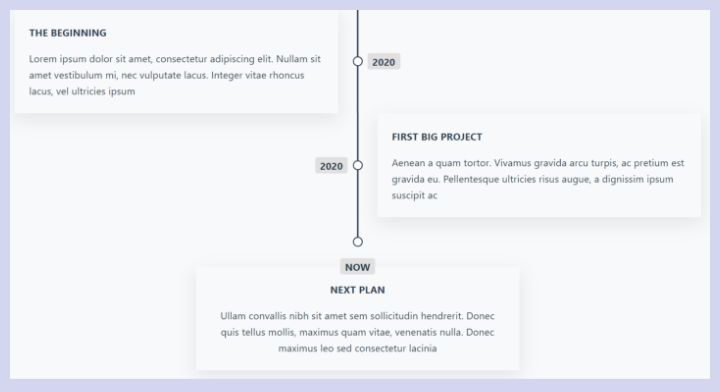 THE BEGINNING
Lorem ipsum dolor sit amet, consectetur adipiscing elit. Nullam sit
amet vestibulum mi, nec vulputate lacus. Integer vitae rhoncus
lacus, vel ultricies ipsum
2020
FIRST BIG PROJECT
Aenean a quam tortor. Vivamus gravida arcu turpis, ac pretium est
gravida eu. Pellentesque ultricies risus augue, a dignissim ipsum
suscipit ac
2020
NOW
NEXT PLAN
Ullam convallis nibh sit amet sem sollicitudin hendrerit. Donec
quis tellus mollis, maximus quam vitae, venenatis nulla. Donec
maximus leo sed consectetur lacinia